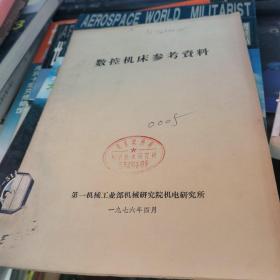 AEROSPACE WORLD MILITARIST
数控机床参考資料
0005
第一机械工业部机械研究院机电研究所
一九七六年四月